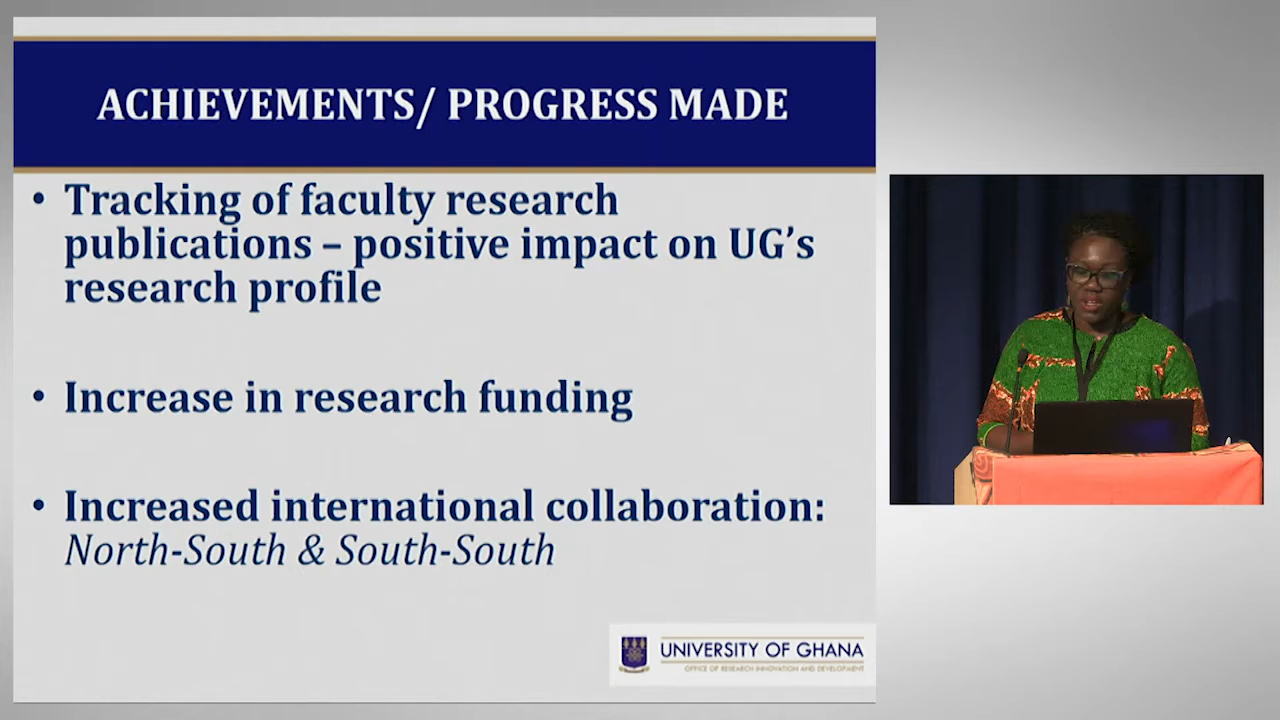 ACHIEVEMENTS/ PROGRESS MADE
• Tracking of faculty research
publications – positive impact on UG's
research profile
• Increase in research funding
• Increased international collaboration:
North-South & South-South
UNIVERSITY OF GHANA
OFFICE OF RESEARCH INNOVATION AND DEVELOPMENT